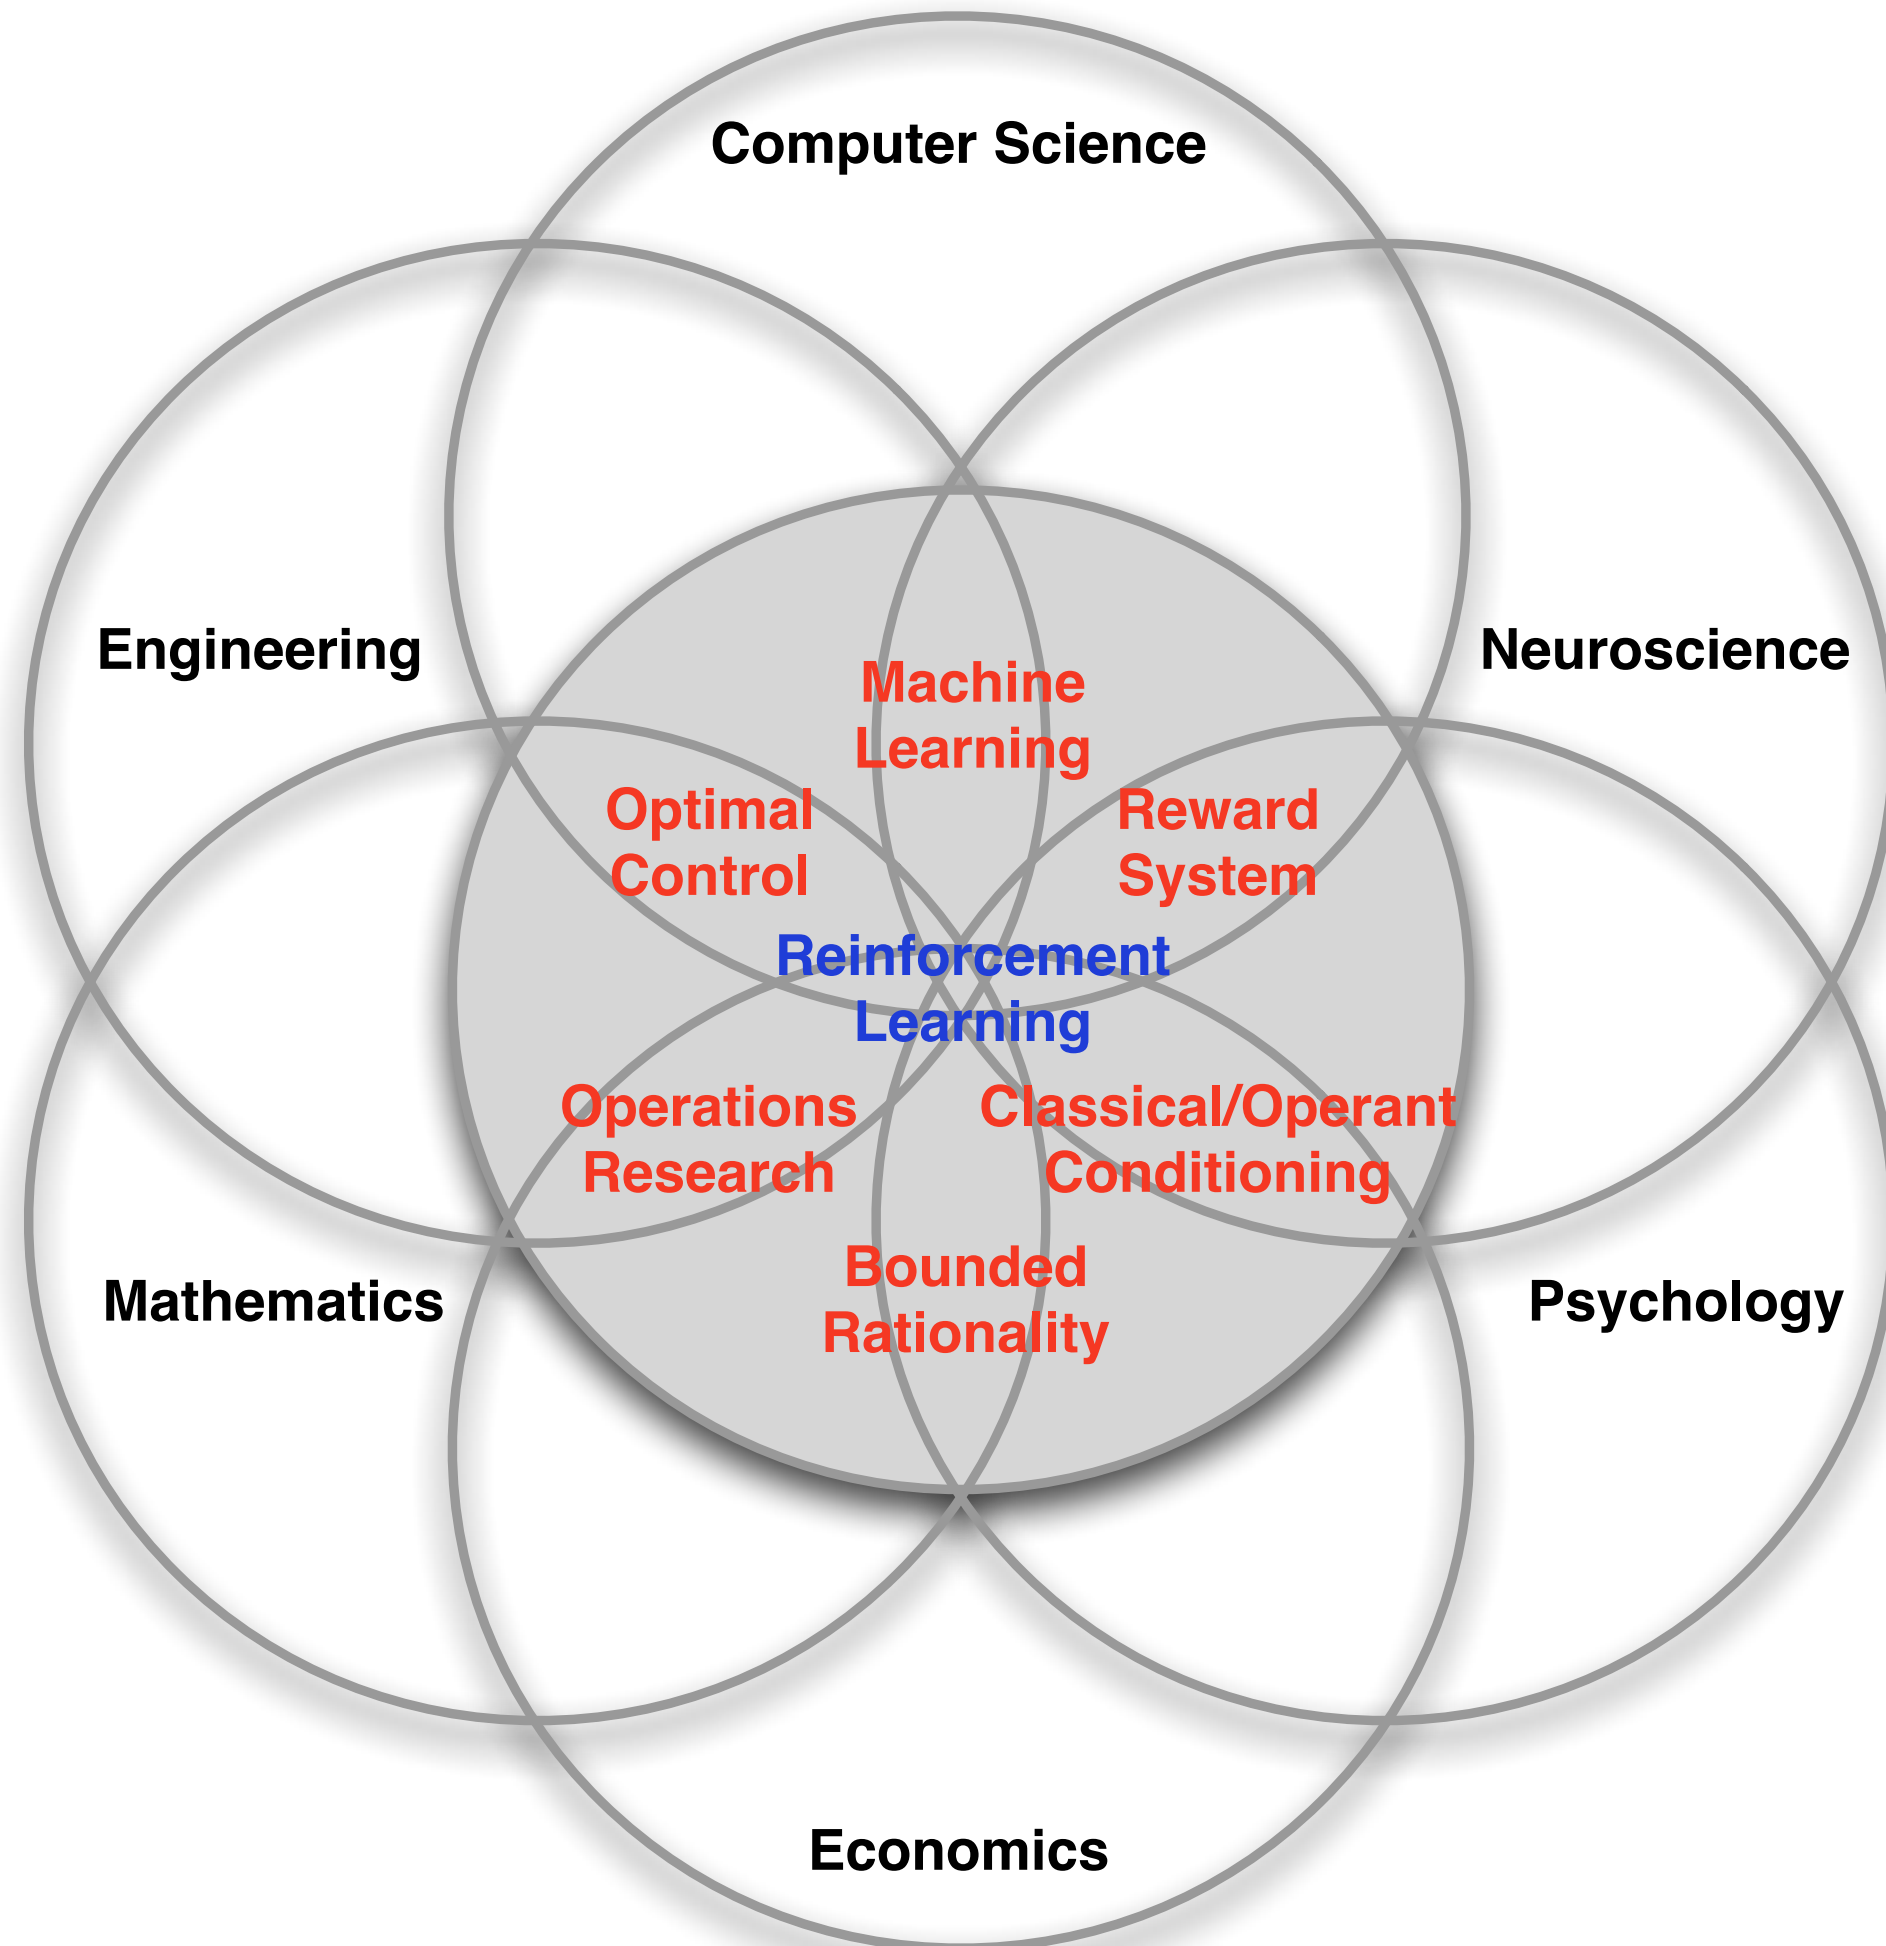 Computer Science
Engineering
Neuroscience
Machine
Learning
Optimal
Control
Reward
System
Reinforcement
Learning
Operations
Research
Classical/Operant
Conditioning
Bounded
Rationality
Mathematics
Psychology
Economics